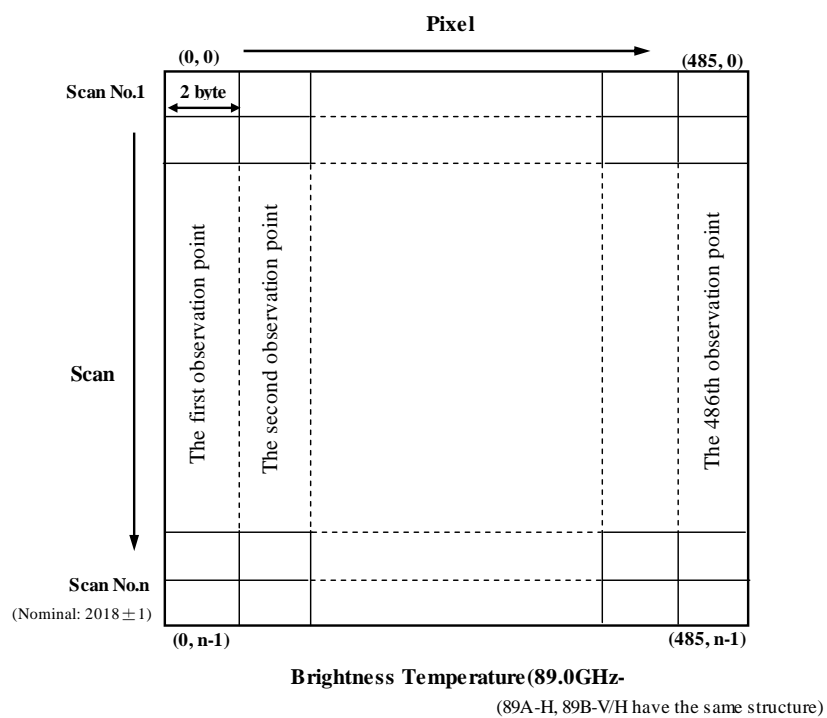 Pixel
(0, 0)
(485, 0)
Scan No.1
2 byte
The first observation point
The second observation point
The 486th observation point
Scan
Scan No.n
(Nominal: 2018±1)
(0, n-1)
(485, n-1)
Brightness Temperature(89.0GHz-
(89A-H, 89B-V/H have the same structure)